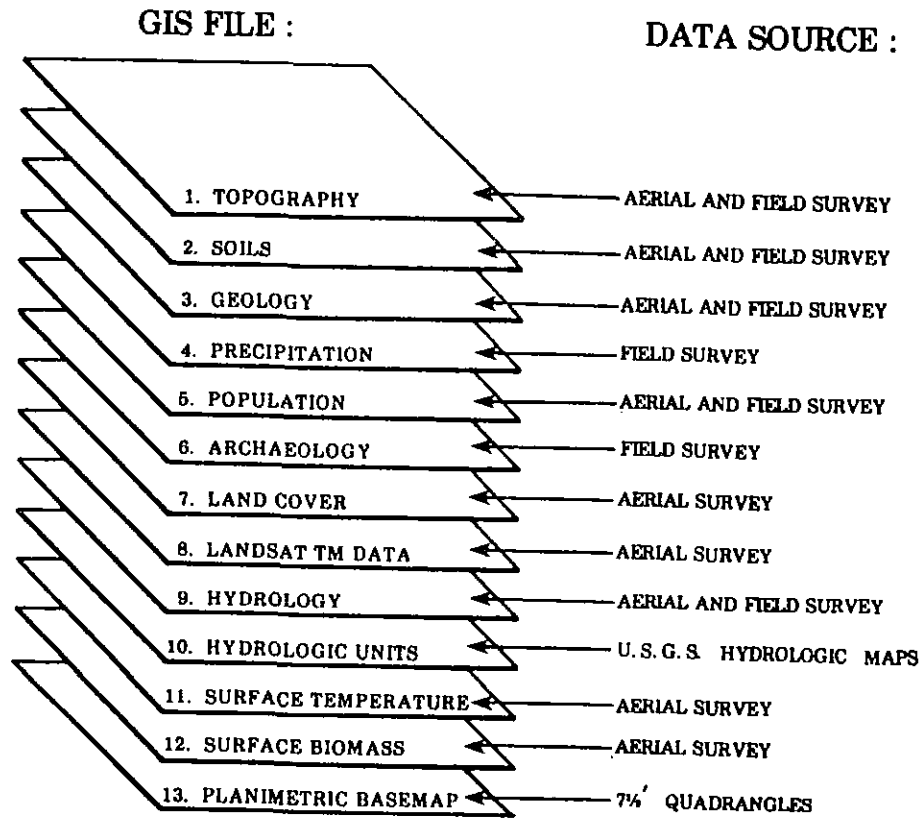 GIS FILE :
DATA SOURCE :
1. TOPOGRAPHY
AERIAL AND FIELD SURVEY
2. SOILS
AERIAL AND FIELD SURVEY
3. GEOLOGY
AERIAL AND FIELD SURVEY
4. PRECIPITATION
FIELD SURVEY
5. POPULATION
AERIAL AND FIELD SURVEY
6. ARCHAEOLOGY
FIELD SURVEY
7. LAND COVER
AERIAL SURVEY
8. LANDSAT TM DATA
AERIAL SURVEY
9. HYDROLOGY
AERIAL AND FIELD SURVEY
10. HYDROLOGIC UNITS
U.S.G.S. HYDROLOGIC MAPS
11. SURFACE TEMPERATURE
AERIAL SURVEY
12. SURFACE BIOMASS
AERIAL SURVEY
13. PLANIMETRIC BASEMAP
7½′ QUADRANGLES